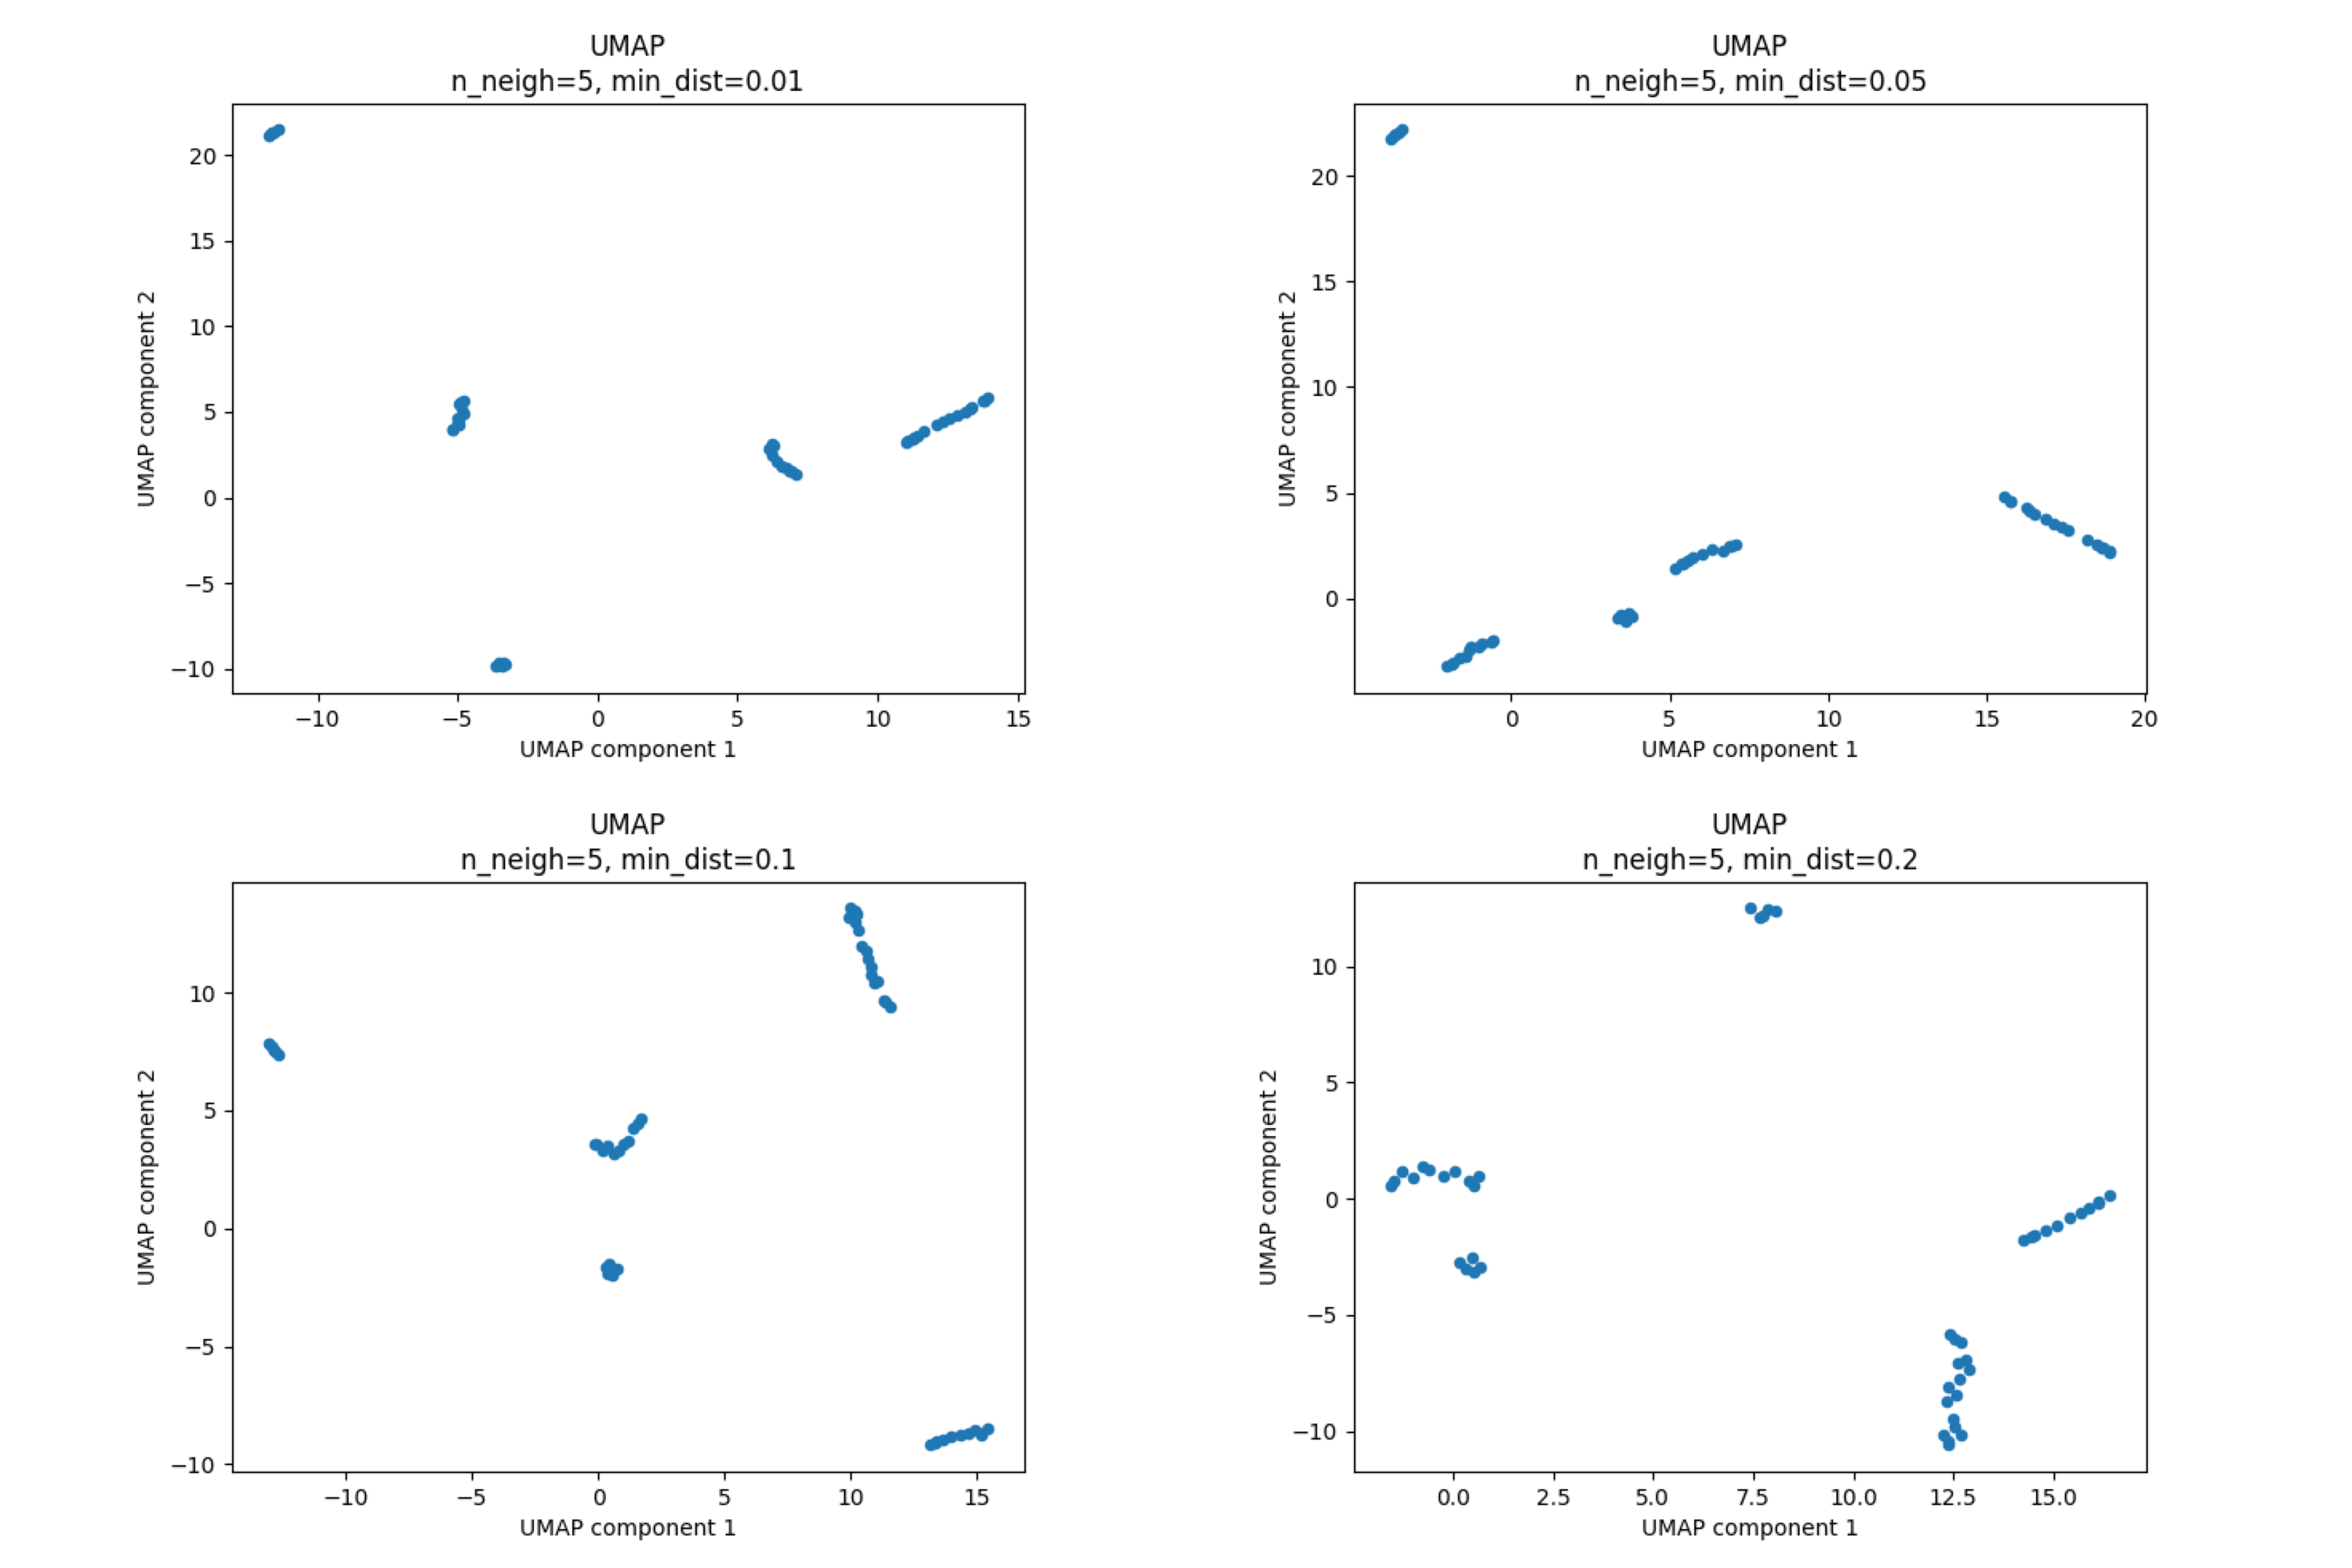 UMAP
n_neigh=5, min_dist=0.01
20
15
10
5
0
−5
−10
UMAP component 2
−10 −5 0 5 10 15
UMAP component 1
UMAP
n_neigh=5, min_dist=0.05
20
15
10
5
0
UMAP component 2
0 5 10 15 20
UMAP component 1
UMAP
n_neigh=5, min_dist=0.1
10
5
0
−5
−10
UMAP component 2
−10 −5 0 5 10 15
UMAP component 1
UMAP
n_neigh=5, min_dist=0.2
10
5
0
−5
−10
UMAP component 2
0.0 2.5 5.0 7.5 10.0 12.5 15.0
UMAP component 1